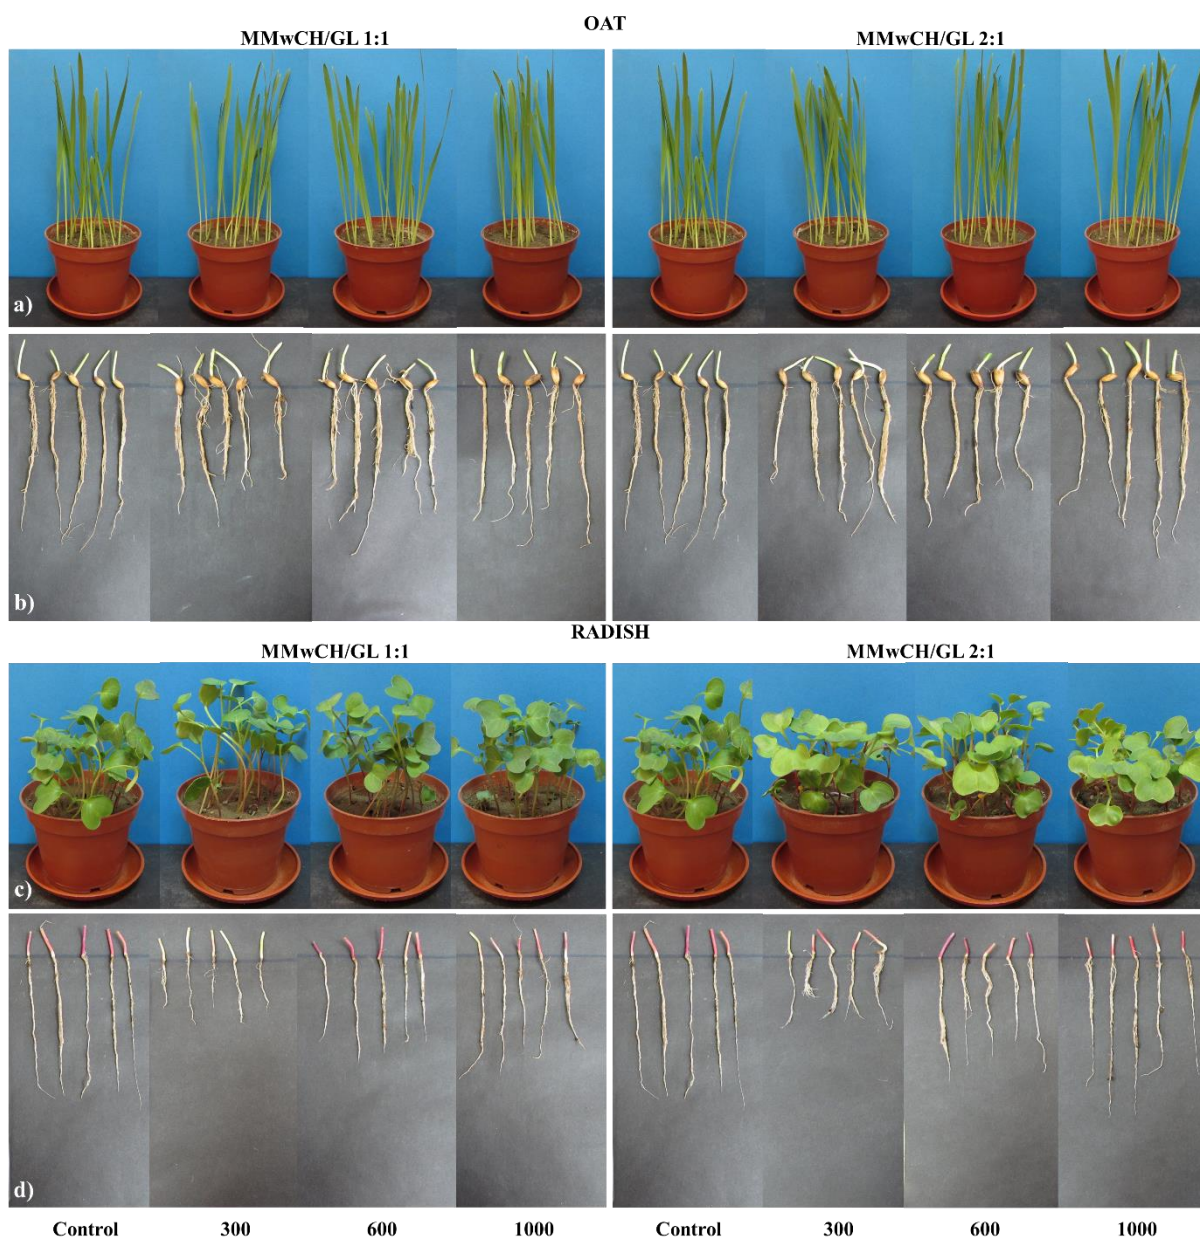 OAT
MMwCH/GL 1:1 MMwCH/GL 2:1
a)
b)
RADISH
MMwCH/GL 1:1 MMwCH/GL 2:1
c)
d)
Control 300 600 1000 Control 300 600 1000